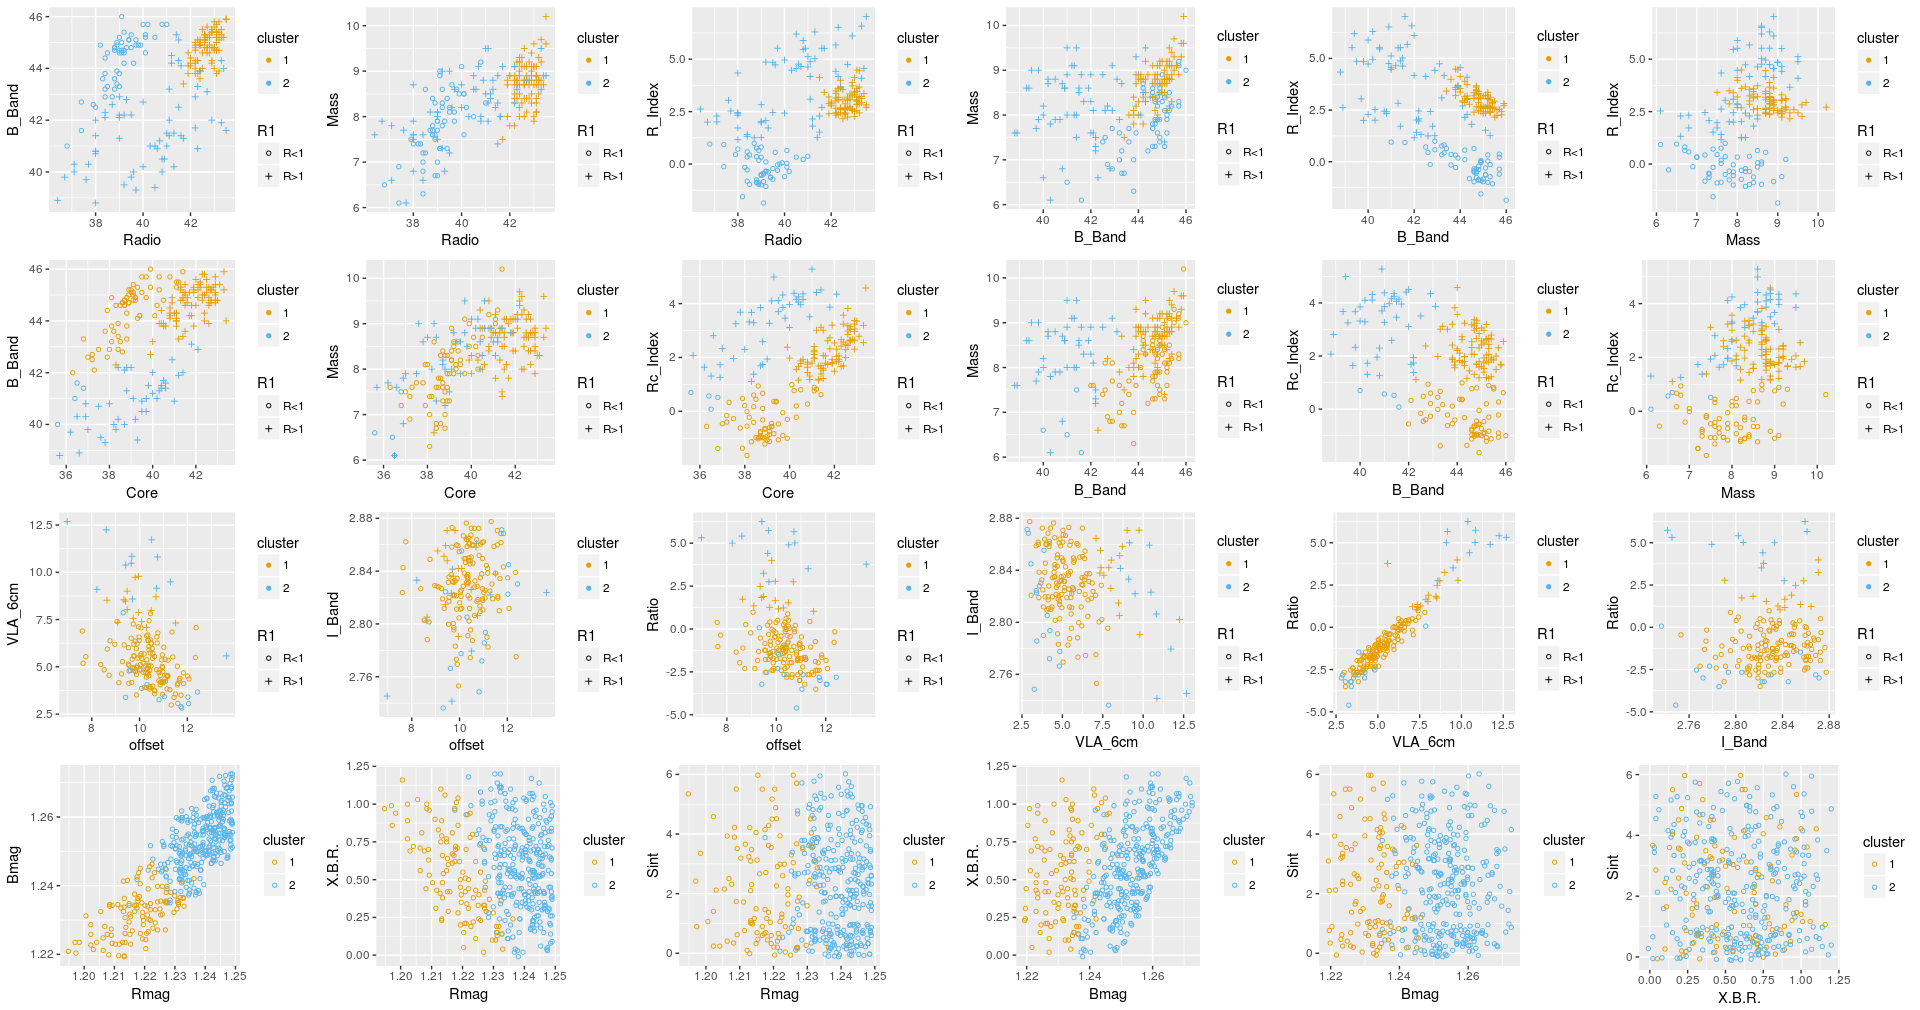 B_Band
46
44
42
40
38 40 42
Radio
cluster
1
2
R1
R<1
R>1
Mass
10
9
8
7
6
38 40 42
Radio
cluster
1
2
R1
R<1
R>1
R_Index
5.0
2.5
0.0
38 40 42
Radio
cluster
1
2
R1
R<1
R>1
Mass
10
9
8
7
6
40 42 44 46
B_Band
cluster
1
2
R1
R<1
R>1
R_Index
5.0
2.5
0.0
40 42 44 46
B_Band
cluster
1
2
R1
R<1
R>1
R_Index
5.0
2.5
0.0
6 7 8 9 10
Mass
cluster
1
2
R1
R<1
R>1
B_Band
46
44
42
40
36 38 40 42
Core
cluster
1
2
R1
R<1
R>1
Mass
10
9
8
7
6
36 38 40 42
Core
cluster
1
2
R1
R<1
R>1
Rc_Index
4
2
0
36 38 40 42
Core
cluster
1
2
R1
R<1
R>1
Mass
10
9
8
7
6
40 42 44 46
B_Band
cluster
1
2
R1
R<1
R>1
Rc_Index
4
2
0
40 42 44 46
B_Band
cluster
1
2
R1
R<1
R>1
Rc_Index
4
2
0
6 7 8 9 10
Mass
cluster
1
2
R1
R<1
R>1
VLA_6cm
12.5
10.0
7.5
5.0
2.5
8 10 12
offset
cluster
1
2
R1
R<1
R>1
I_Band
2.88
2.84
2.80
2.76
8 10 12
offset
cluster
1
2
R1
R<1
R>1
Ratio
5.0
2.5
0.0
-2.5
-5.0
8 10 12
offset
cluster
1
2
R1
R<1
R>1
I_Band
2.88
2.84
2.80
2.76
2.5 5.0 7.5 10.0 12.5
VLA_6cm
cluster
1
2
R1
R<1
R>1
Ratio
5.0
2.5
0.0
-2.5
-5.0
2.5 5.0 7.5 10.0 12.5
VLA_6cm
cluster
1
2
R1
R<1
R>1
Ratio
5.0
2.5
0.0
-2.5
-5.0
2.76 2.80 2.84 2.88
I_Band
cluster
1
2
R1
R<1
R>1
Bmag
1.26
1.24
1.22
1.20 1.21 1.22 1.23 1.24 1.25
Rmag
cluster
1
2
X.B.R.
1.25
1.00
0.75
0.50
0.25
0.00
1.20 1.21 1.22 1.23 1.24 1.25
Rmag
cluster
1
2
Sint
6
4
2
0
1.20 1.21 1.22 1.23 1.24 1.25
Rmag
cluster
1
2
X.B.R.
1.25
1.00
0.75
0.50
0.25
0.00
1.22 1.24 1.26
Bmag
cluster
1
2
Sint
6
4
2
0
1.22 1.24 1.26
Bmag
cluster
1
2
Sint
6
4
2
0
0.00 0.25 0.50 0.75 1.00 1.25
X.B.R.
cluster
1
2